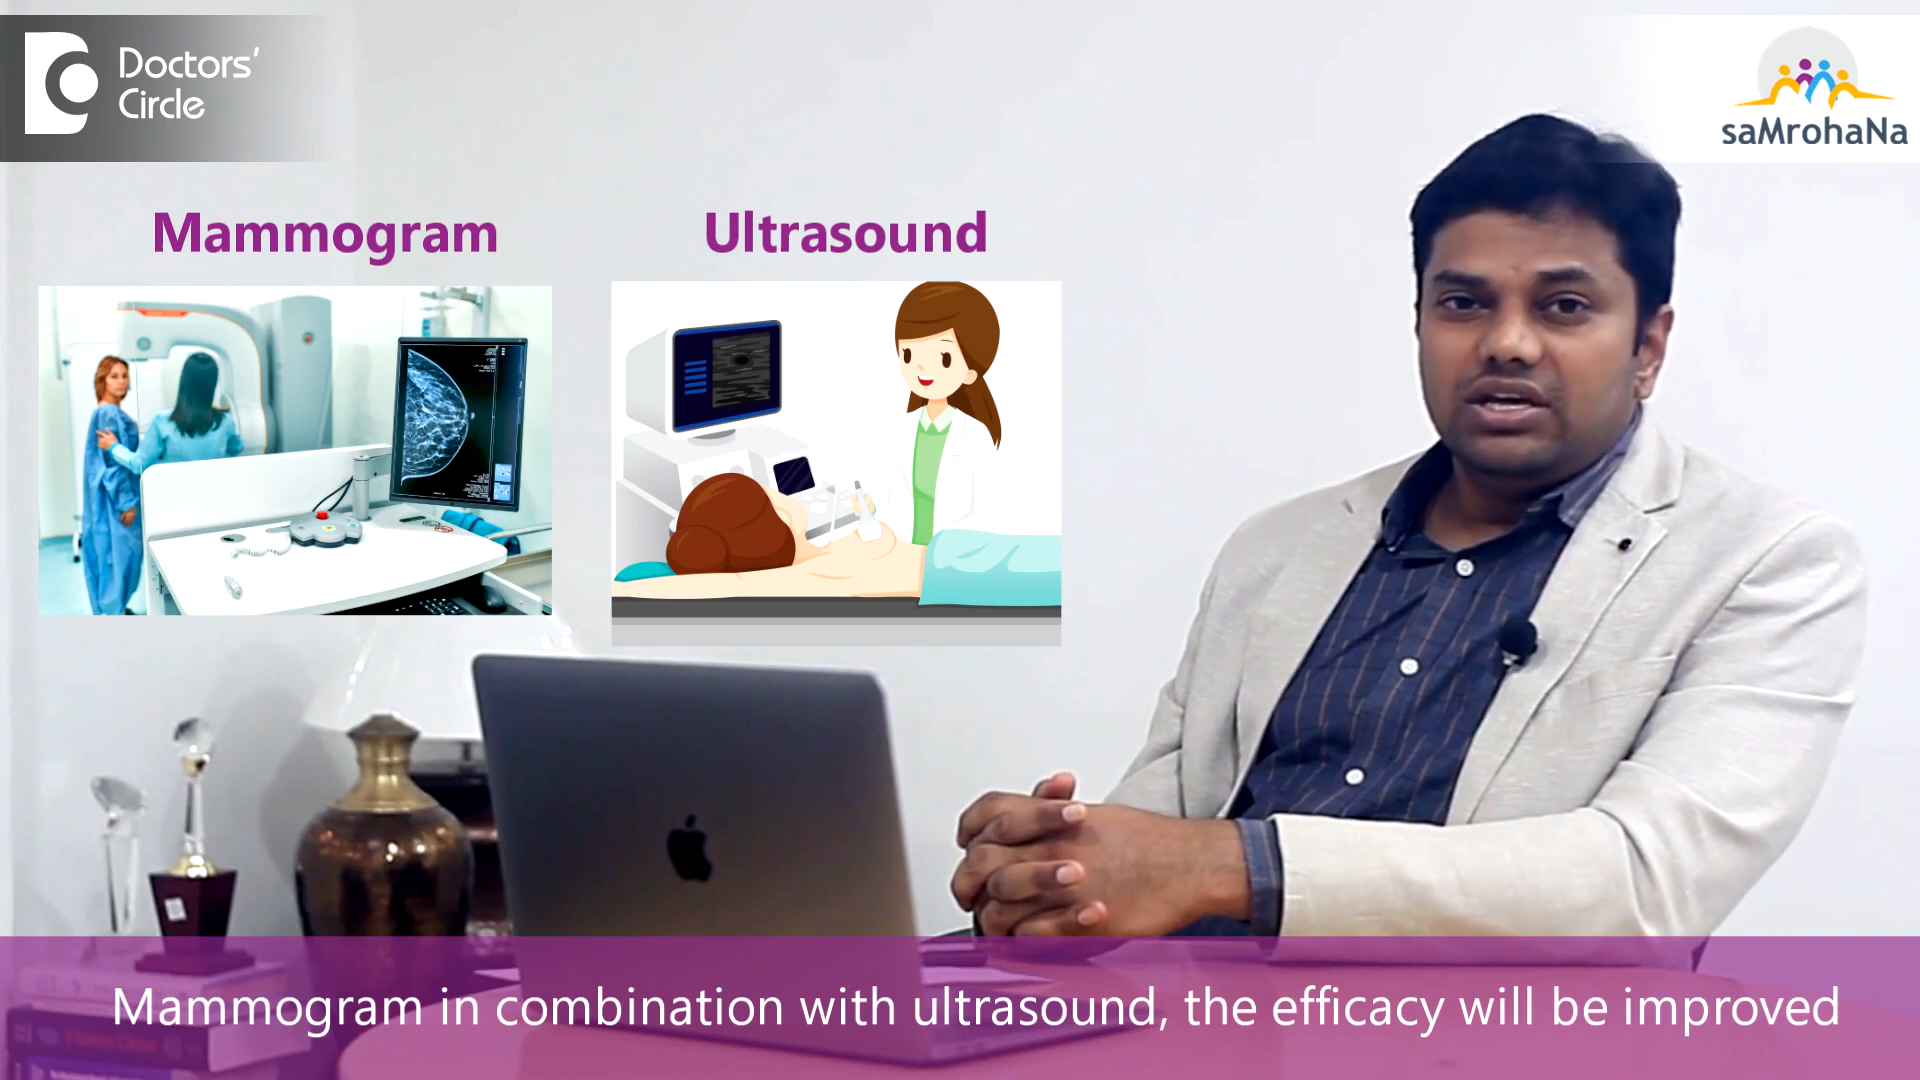 Doctors'
Circle
saMrohaNa
Mammogram
Ultrasound
Mammogram in combination with ultrasound, the efficacy will be improved